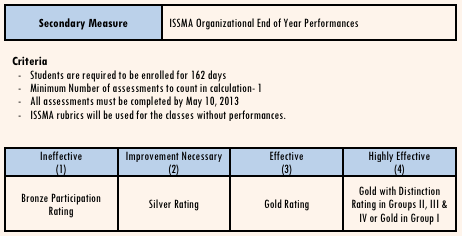 Secondary Measure
ISSMA Organizational End of Year Performances
Criteria
- Students are required to be enrolled for 162 days
- Minimum Number of assessments to count in calculation- 1
- All assessments must be completed by May 10, 2013
- ISSMA rubrics will be used for the classes without performances.
Ineffective
(1)
Improvement Necessary
(2)
Effective
(3)
Highly Effective
(4)
Bronze Participation
Rating
Silver Rating
Gold Rating
Gold with Distinction
Rating in Groups II, III &
IV or Gold in Group I